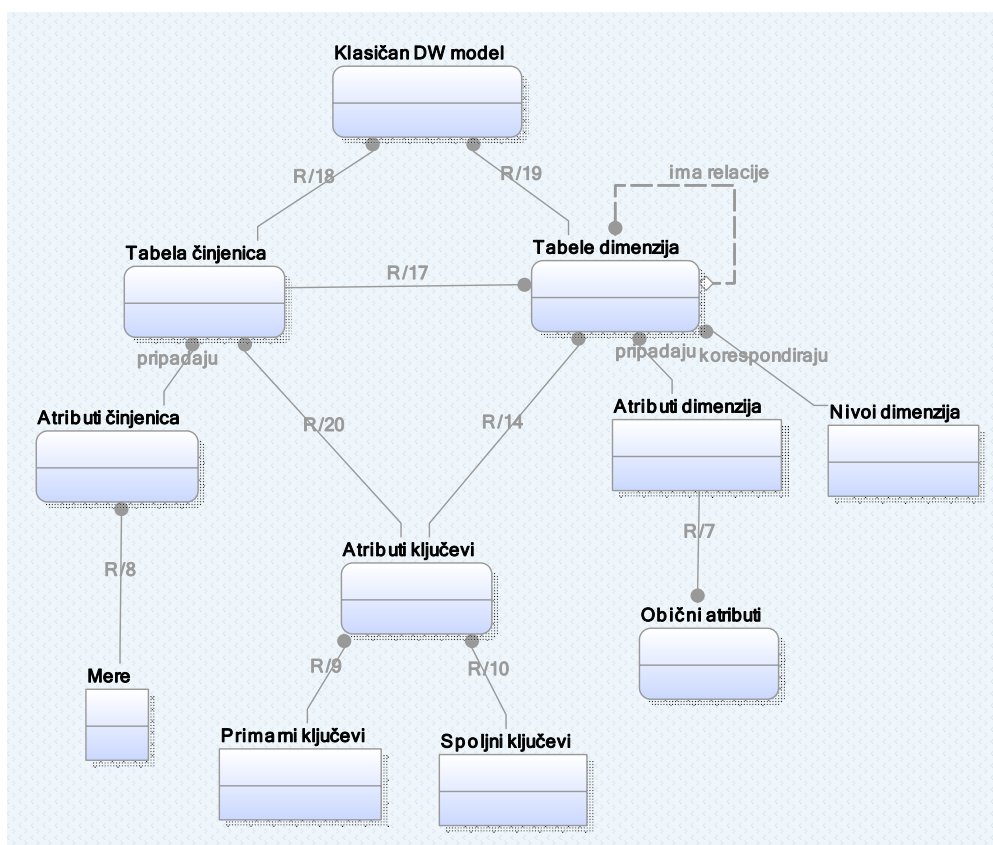 Klasičan DW model
R/18
R/19
ima relacije
Tabela činjenica
Tabele dimenzija
R/17
pripadaju
pripadaju
korespondiraju
Atributi činjenica
R/20
R/14
Atributi dimenzija
Nivoi dimenzija
R/7
Atributi ključevi
R/8
Obični atributi
Mere
R/9
R/10
Primarni ključevi
Spoljni ključevi